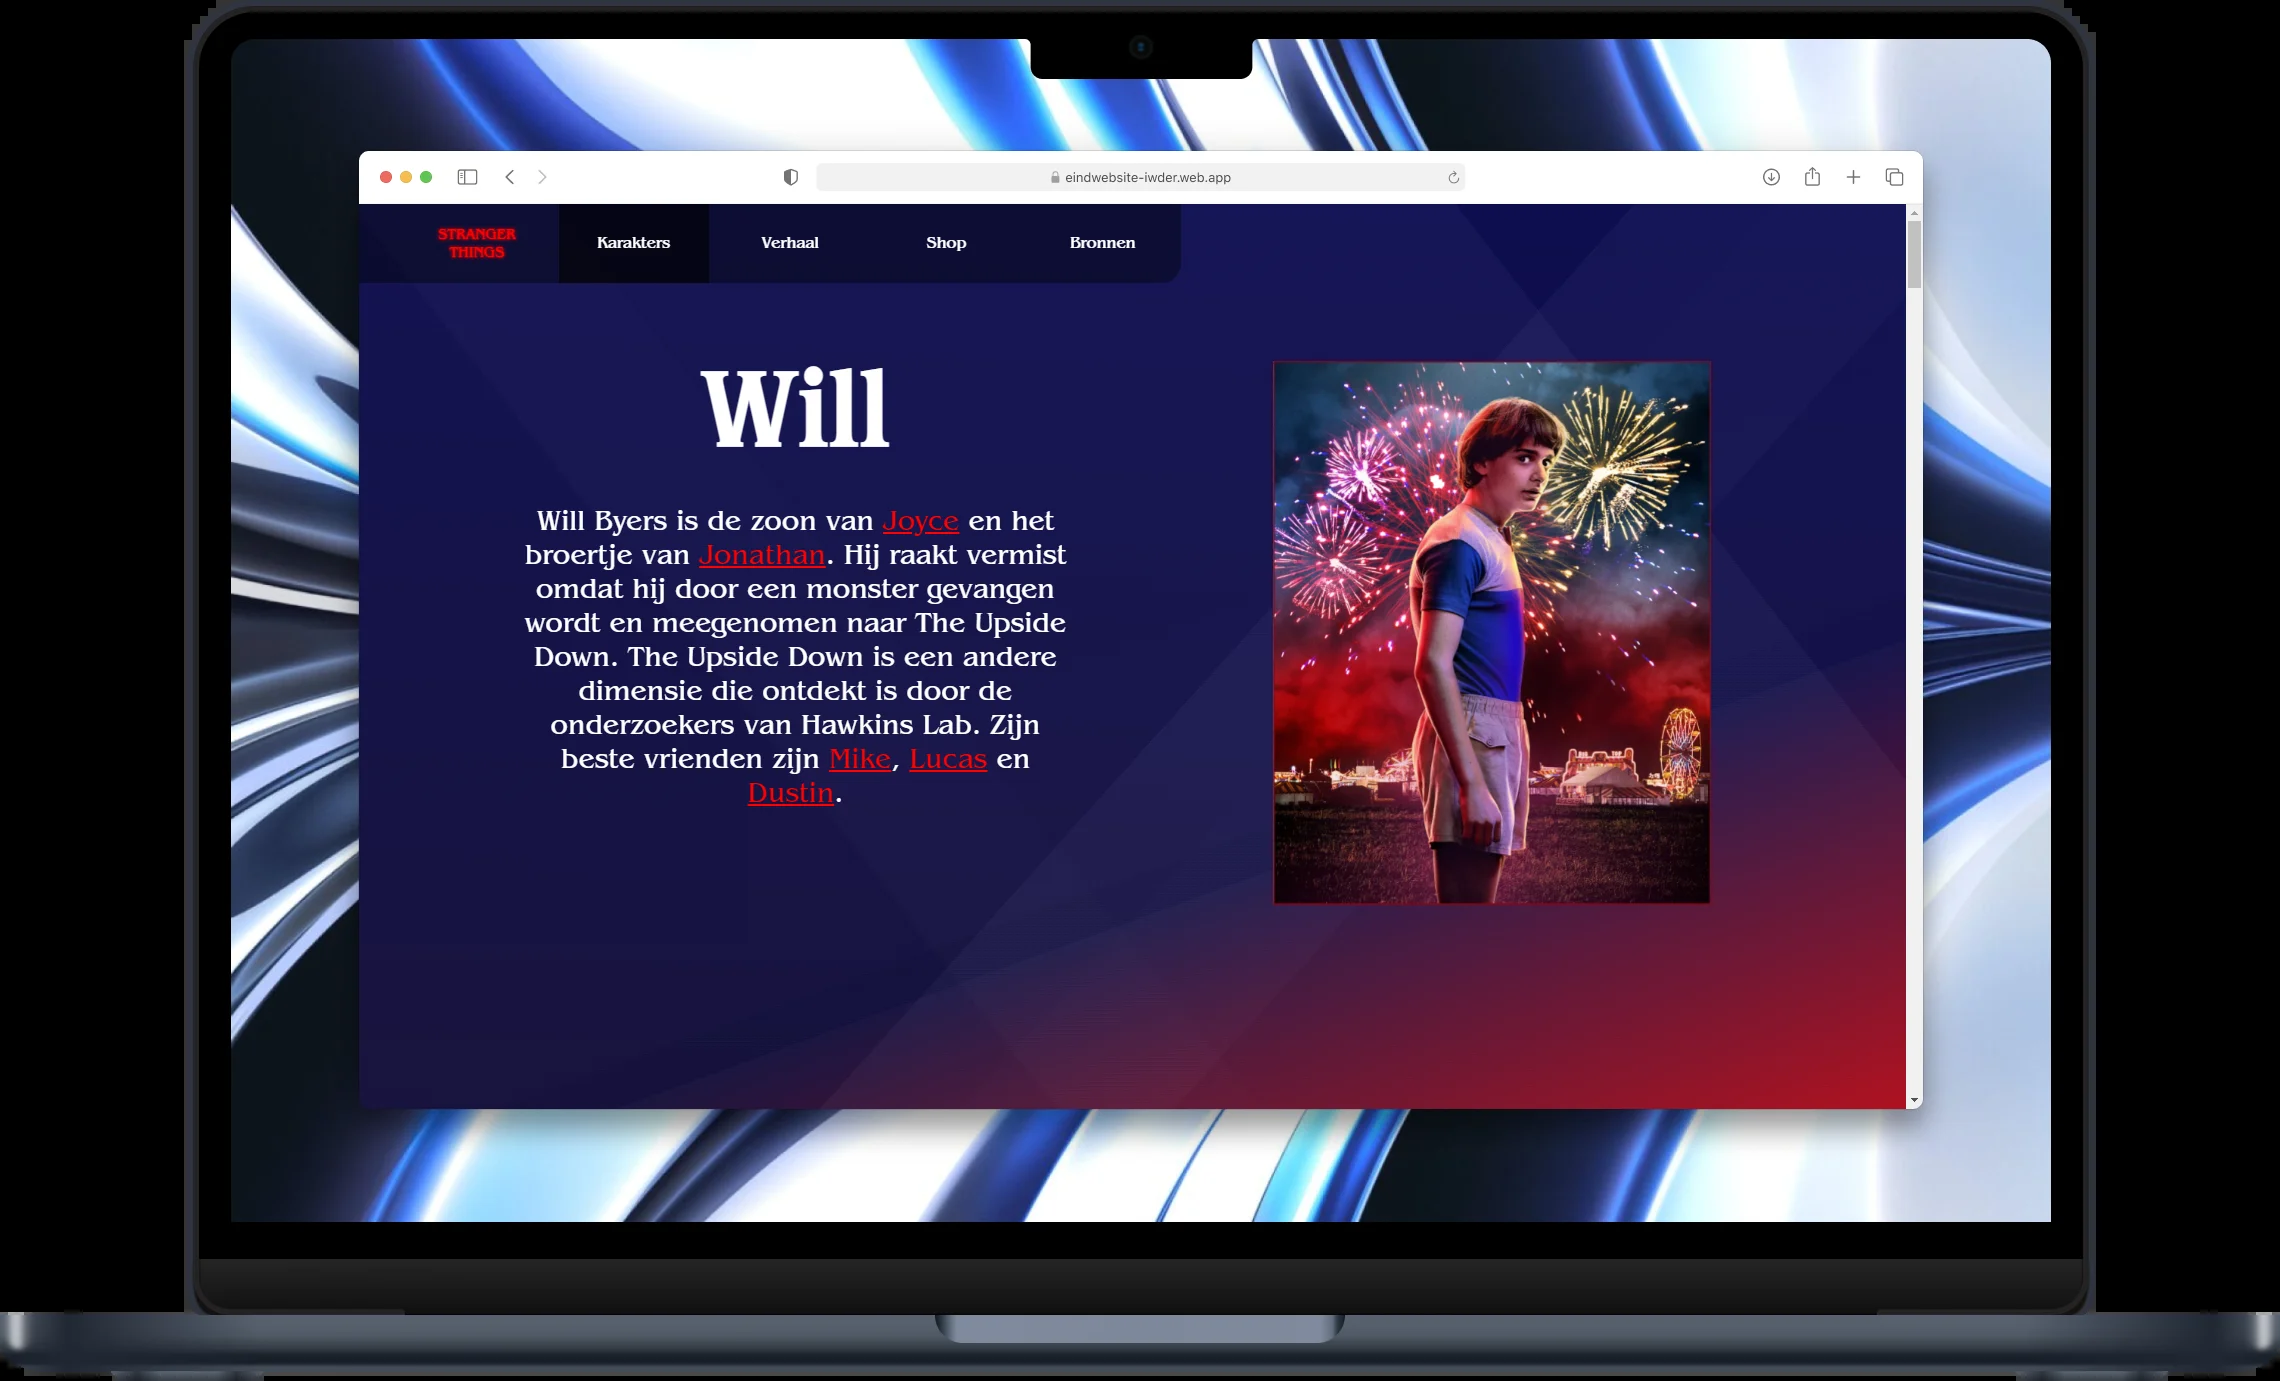 eindwebsite-iwder.web.app
STRANGER
THINGS
Karakters
Verhaal
Shop
Bronnen
Will
Will Byers is de zoon van Joyce en het
broertje van Jonathan. Hij raakt vermist
omdat hij door een monster gevangen
wordt en meegenomen naar The Upside
Down. The Upside Down is een andere
dimensie die ontdekt is door de
onderzoekers van Hawkins Lab. Zijn
beste vrienden zijn Mike, Lucas en
Dustin.
BIG TOP